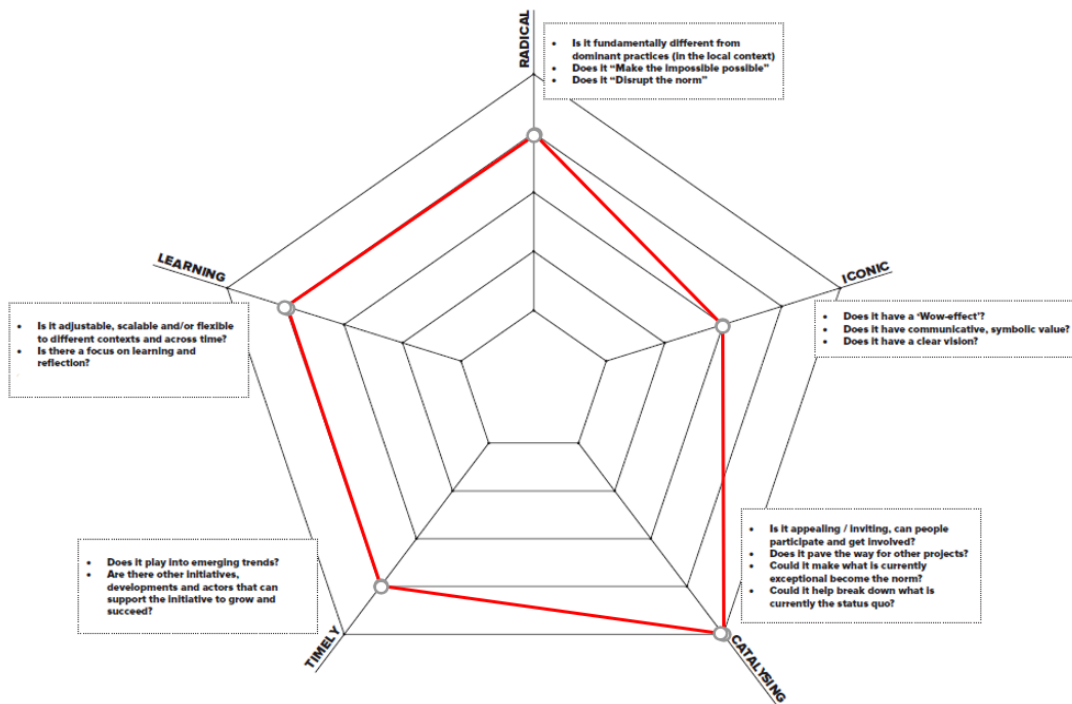 RADICAL
• Is it fundamentally different from
dominant practices (in the local context)
• Does it “Make the impossible possible”
• Does it “Disrupt the norm”
LEARNING
• Is it adjustable, scalable and/or flexible
to different contexts and across time?
• Is there a focus on learning and
reflection?
ICONIC
• Does it have a ‘Wow-effect’?
• Does it have communicative, symbolic value?
• Does it have a clear vision?
• Does it play into emerging trends?
• Are there other initiatives,
developments and actors that can
support the initiative to grow and
succeed?
TIMELY
• Is it appealing / inviting, can people
participate and get involved?
• Does it pave the way for other projects?
• Could it make what is currently
exceptional become the norm?
• Could it help break down what is
currently the status quo?
CATALYSING